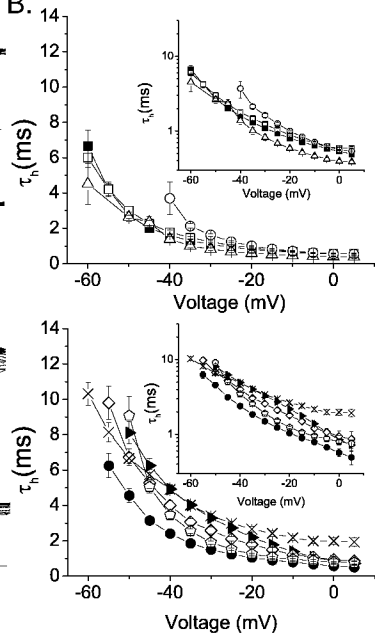 B.
14
12
10
8
6
4
2
0
τh(ms)
-60 -40 -20 0
Voltage (mV)
10
1
τh(ms)
-60 -40 -20 0
Voltage (mV)
14
12
10
8
6
4
2
0
τh(ms)
-60 -40 -20 0
Voltage (mV)
10
1
τh(ms)
-60 -40 -20 0
Voltage (mV)